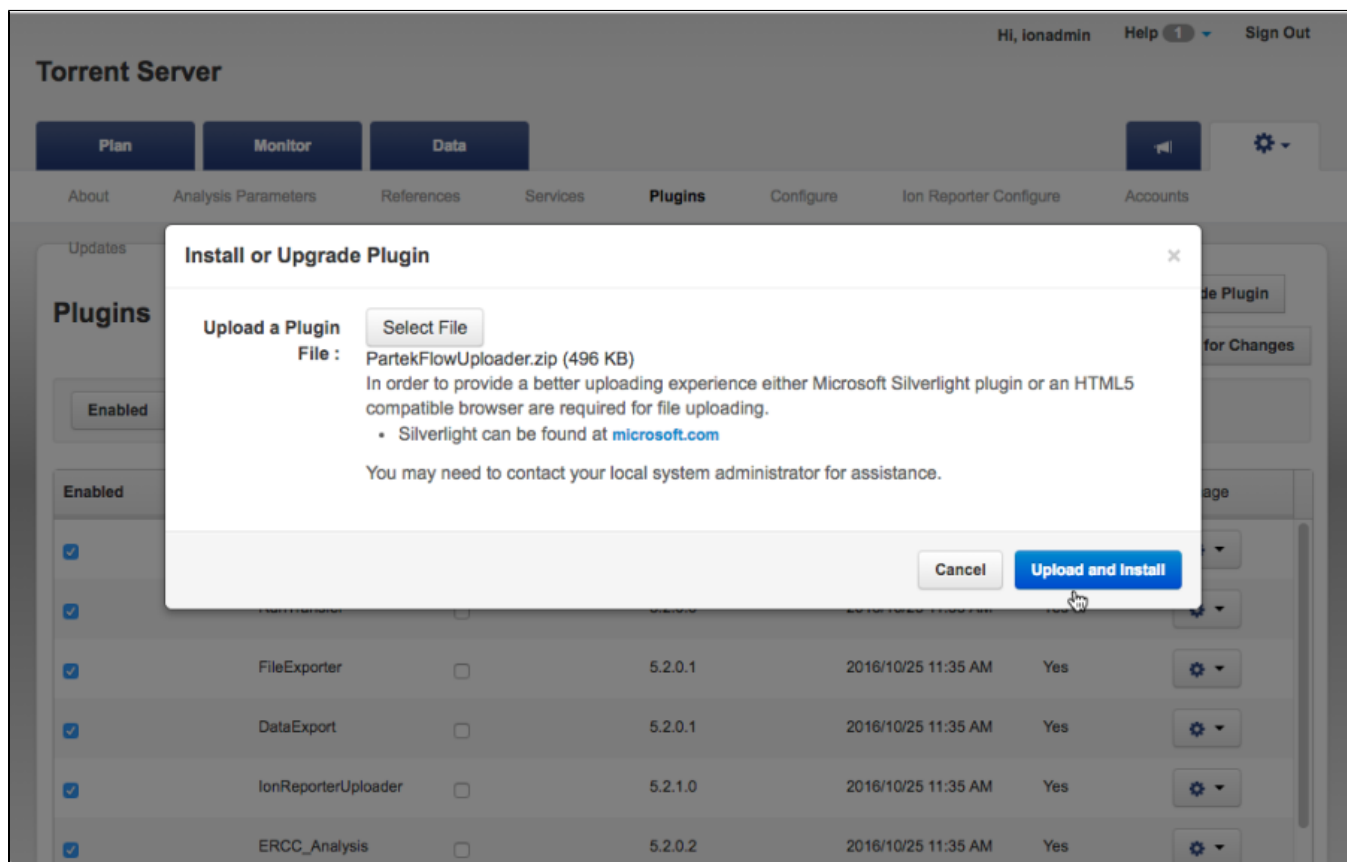 Hi, ionadmin Help 1 Sign Out
Torrent Server
Plan Monitor Data
About Analysis Parameters References Services Plugins Configure Ion Reporter Configure Accounts
Updates
Install or Upgrade Plugin ×
Plugins
de Plugin
Upload a Plugin File :
Select File
for Changes
PartekFlowUploader.zip (496 KB)
In order to provide a better uploading experience either Microsoft Silverlight plugin or an HTML5
compatible browser are required for file uploading.
• Silverlight can be found at microsoft.com
You may need to contact your local system administrator for assistance.
Enabled
Enabled age
Cancel Upload and Install
FileExporter 5.2.0.1 2016/10/25 11:35 AM Yes
DataExport 5.2.0.1 2016/10/25 11:35 AM Yes
IonReporterUploader 5.2.1.0 2016/10/25 11:35 AM Yes
ERCC_Analysis 5.2.0.2 2016/10/25 11:35 AM Yes